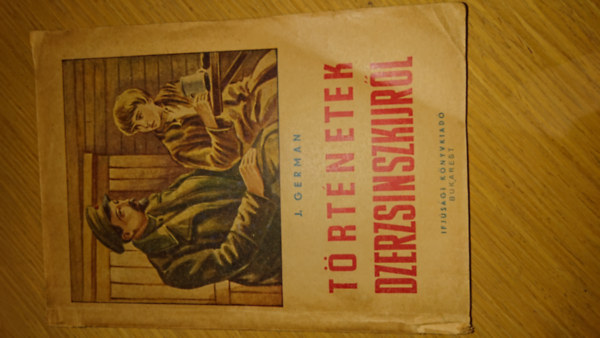 J. GERMAN
TÖRTÉNETEK
DZERZSINSZKIJRŐL
IFJÚSÁGI KÖNYVKIADÓ
BUKAREST